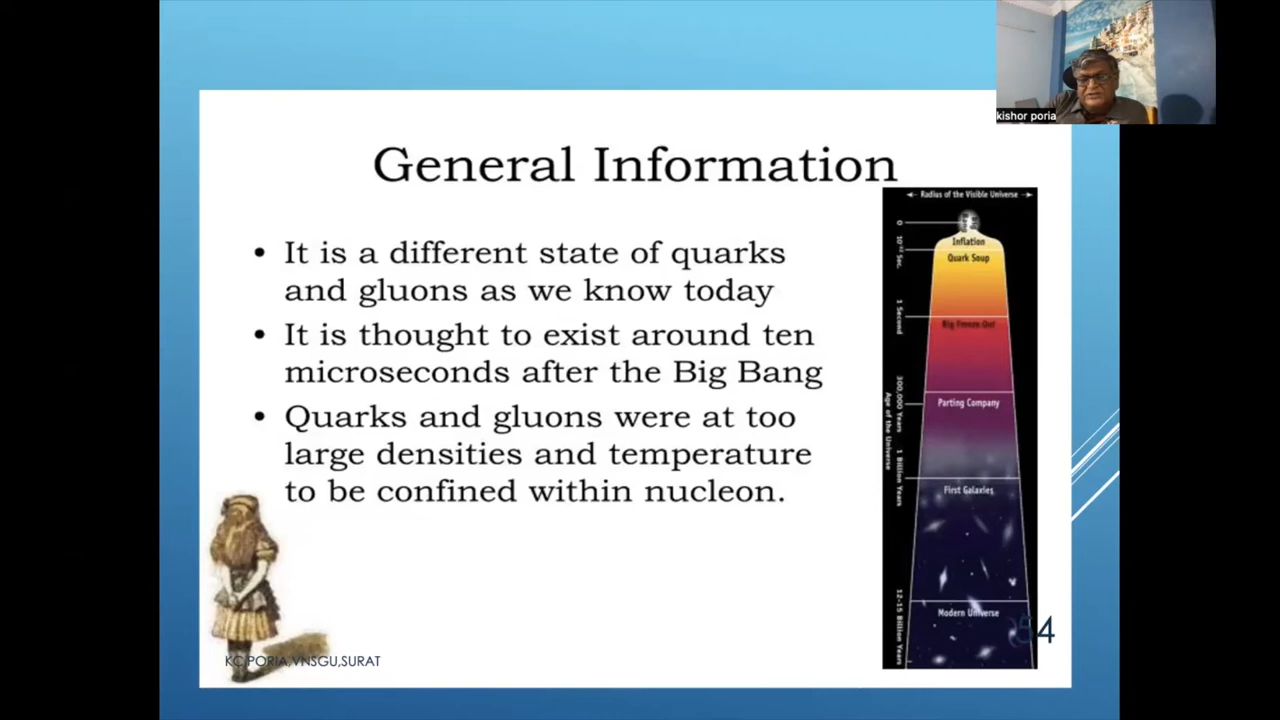 kishor poria
General Information
• It is a different state of quarks
and gluons as we know today
• It is thought to exist around ten
microseconds after the Big Bang
• Quarks and gluons were at too
large densities and temperature
to be confined within nucleon.
Radius of the Visible Universe
0
Inflation
Sec.
Quark Soup
1 Second
Big Freeze Out
300,000 Years
Parting Company
Age of the Universe
1 Billion Years
First Galaxies
12-15 Billion Years
Modern Universe
54
KC PORIA,VNSGU,SURAT